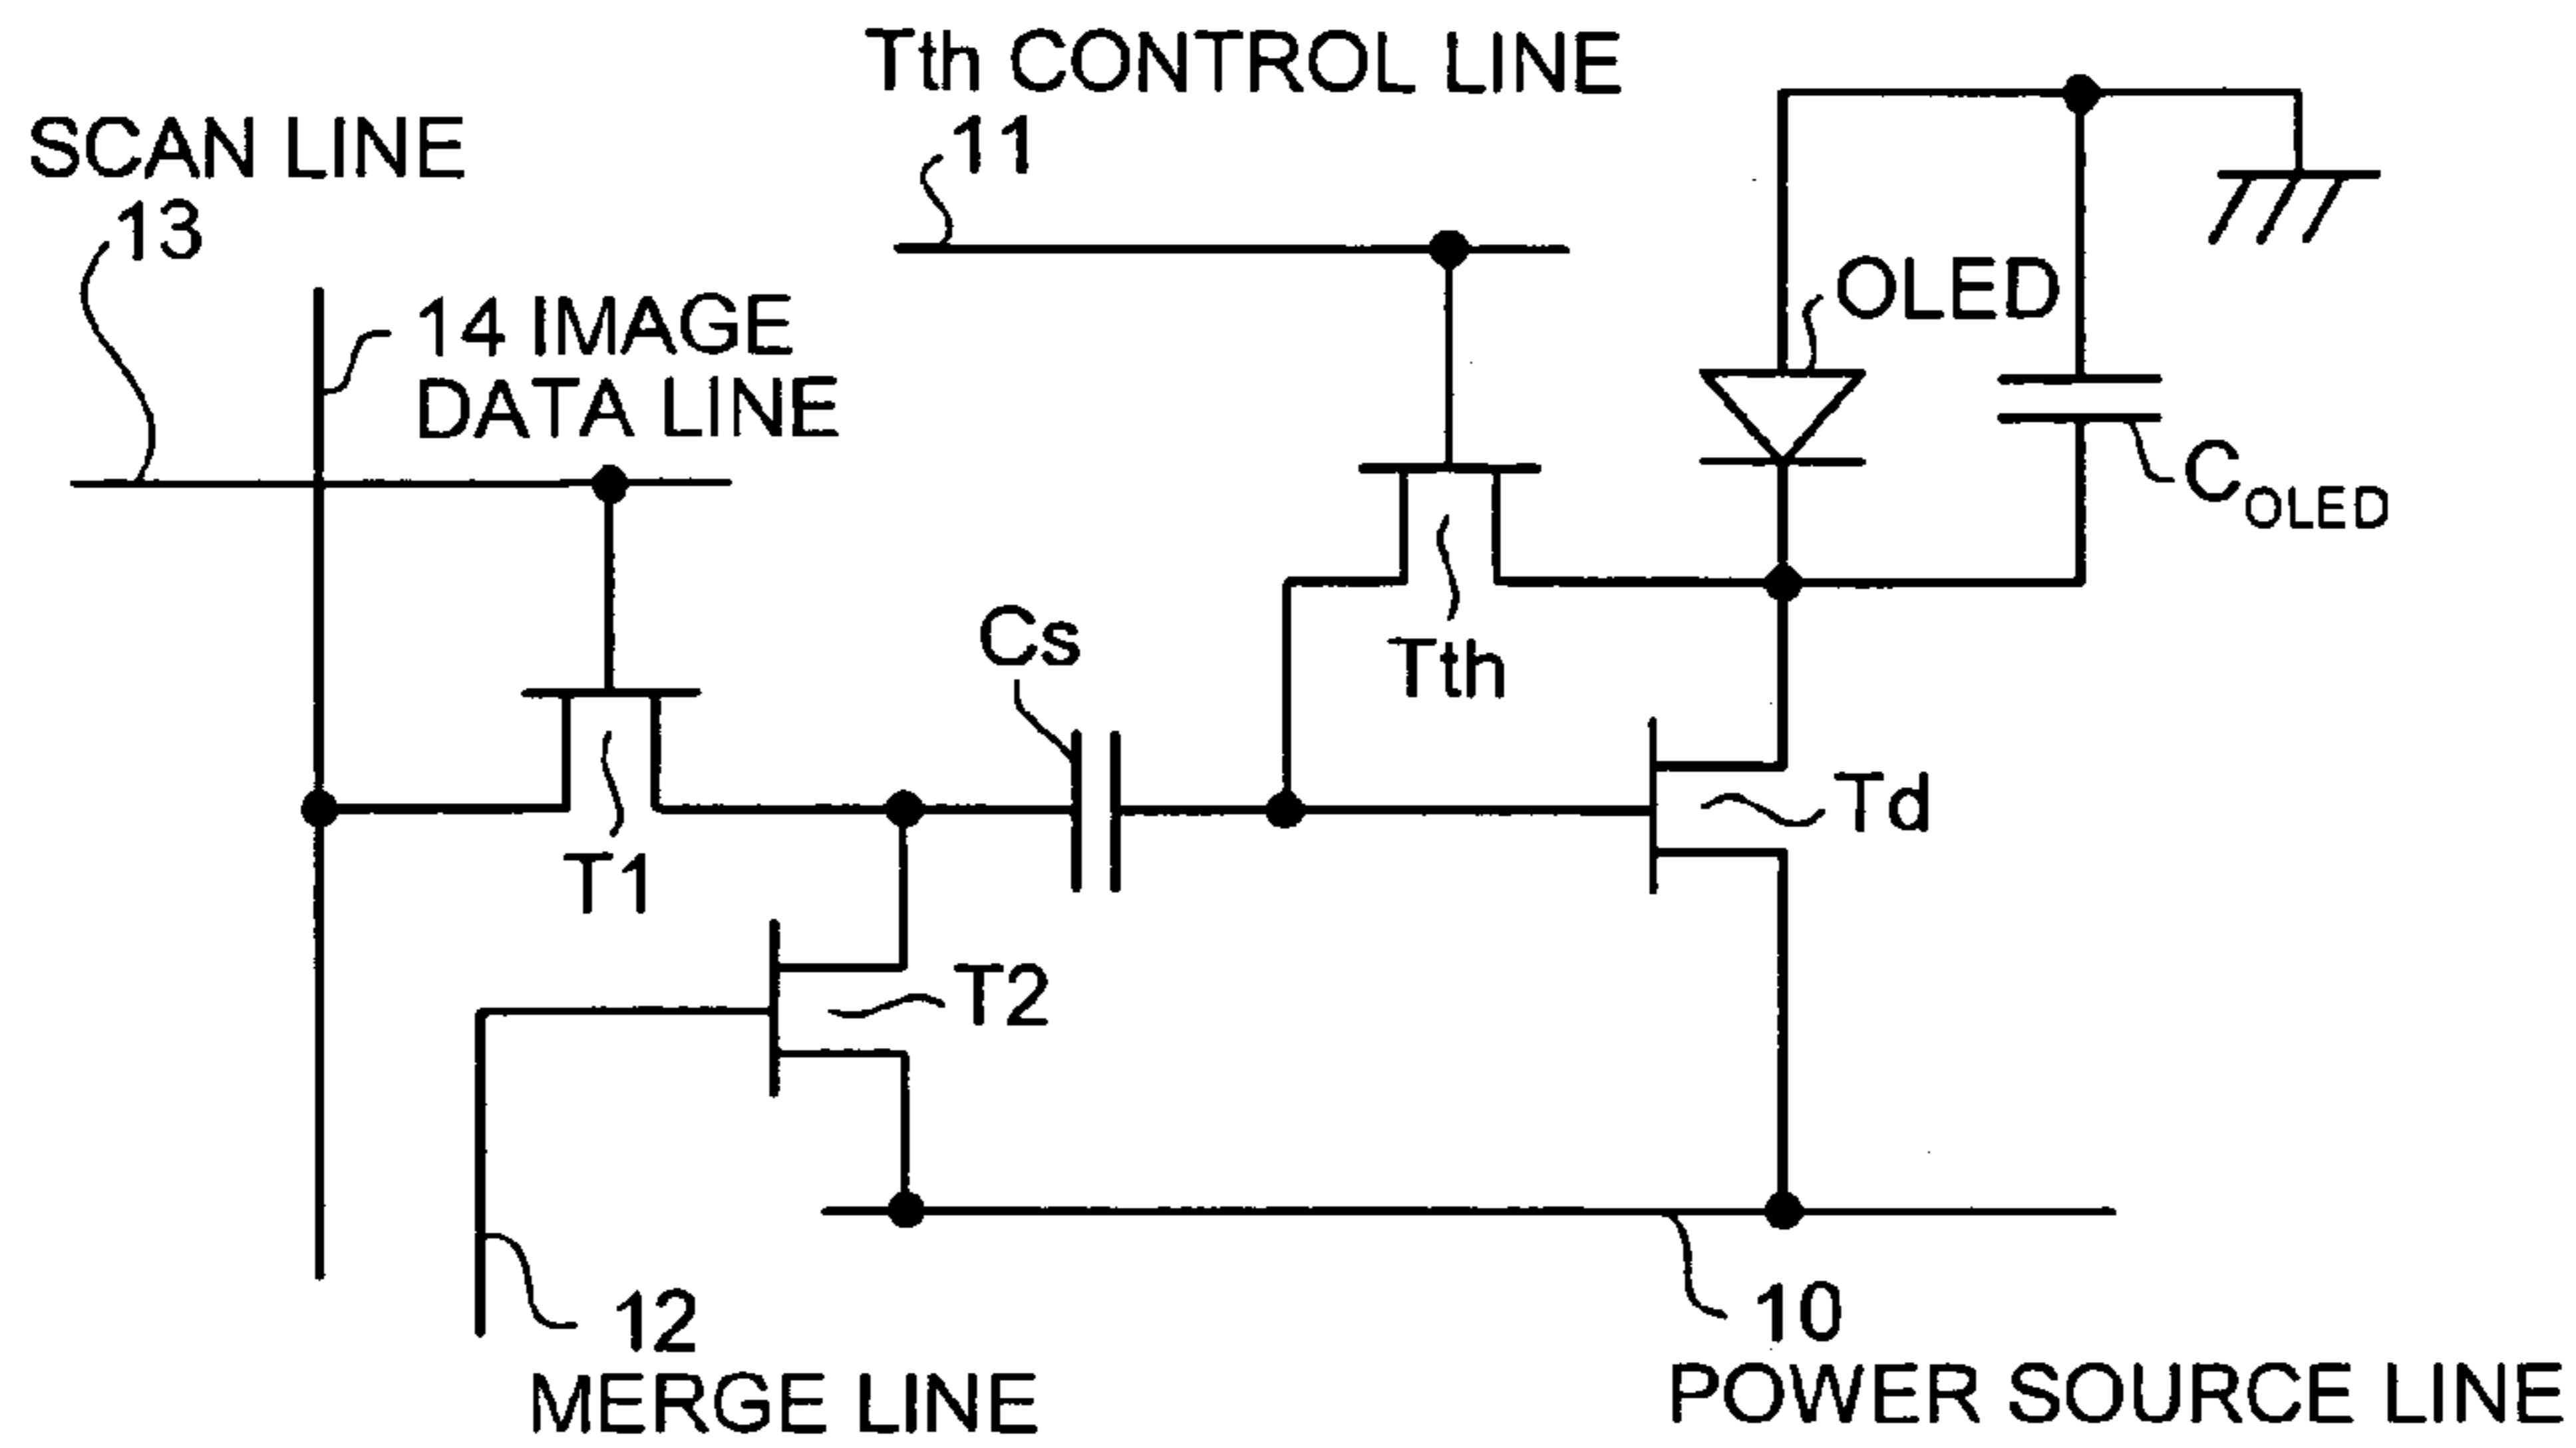 Tth CONTROL LINE
11
SCAN LINE
13
14 IMAGE
DATA LINE
OLED
C_OLED
Cs
Tth
T1
Td
T2
12
MERGE LINE
10
POWER SOURCE LINE